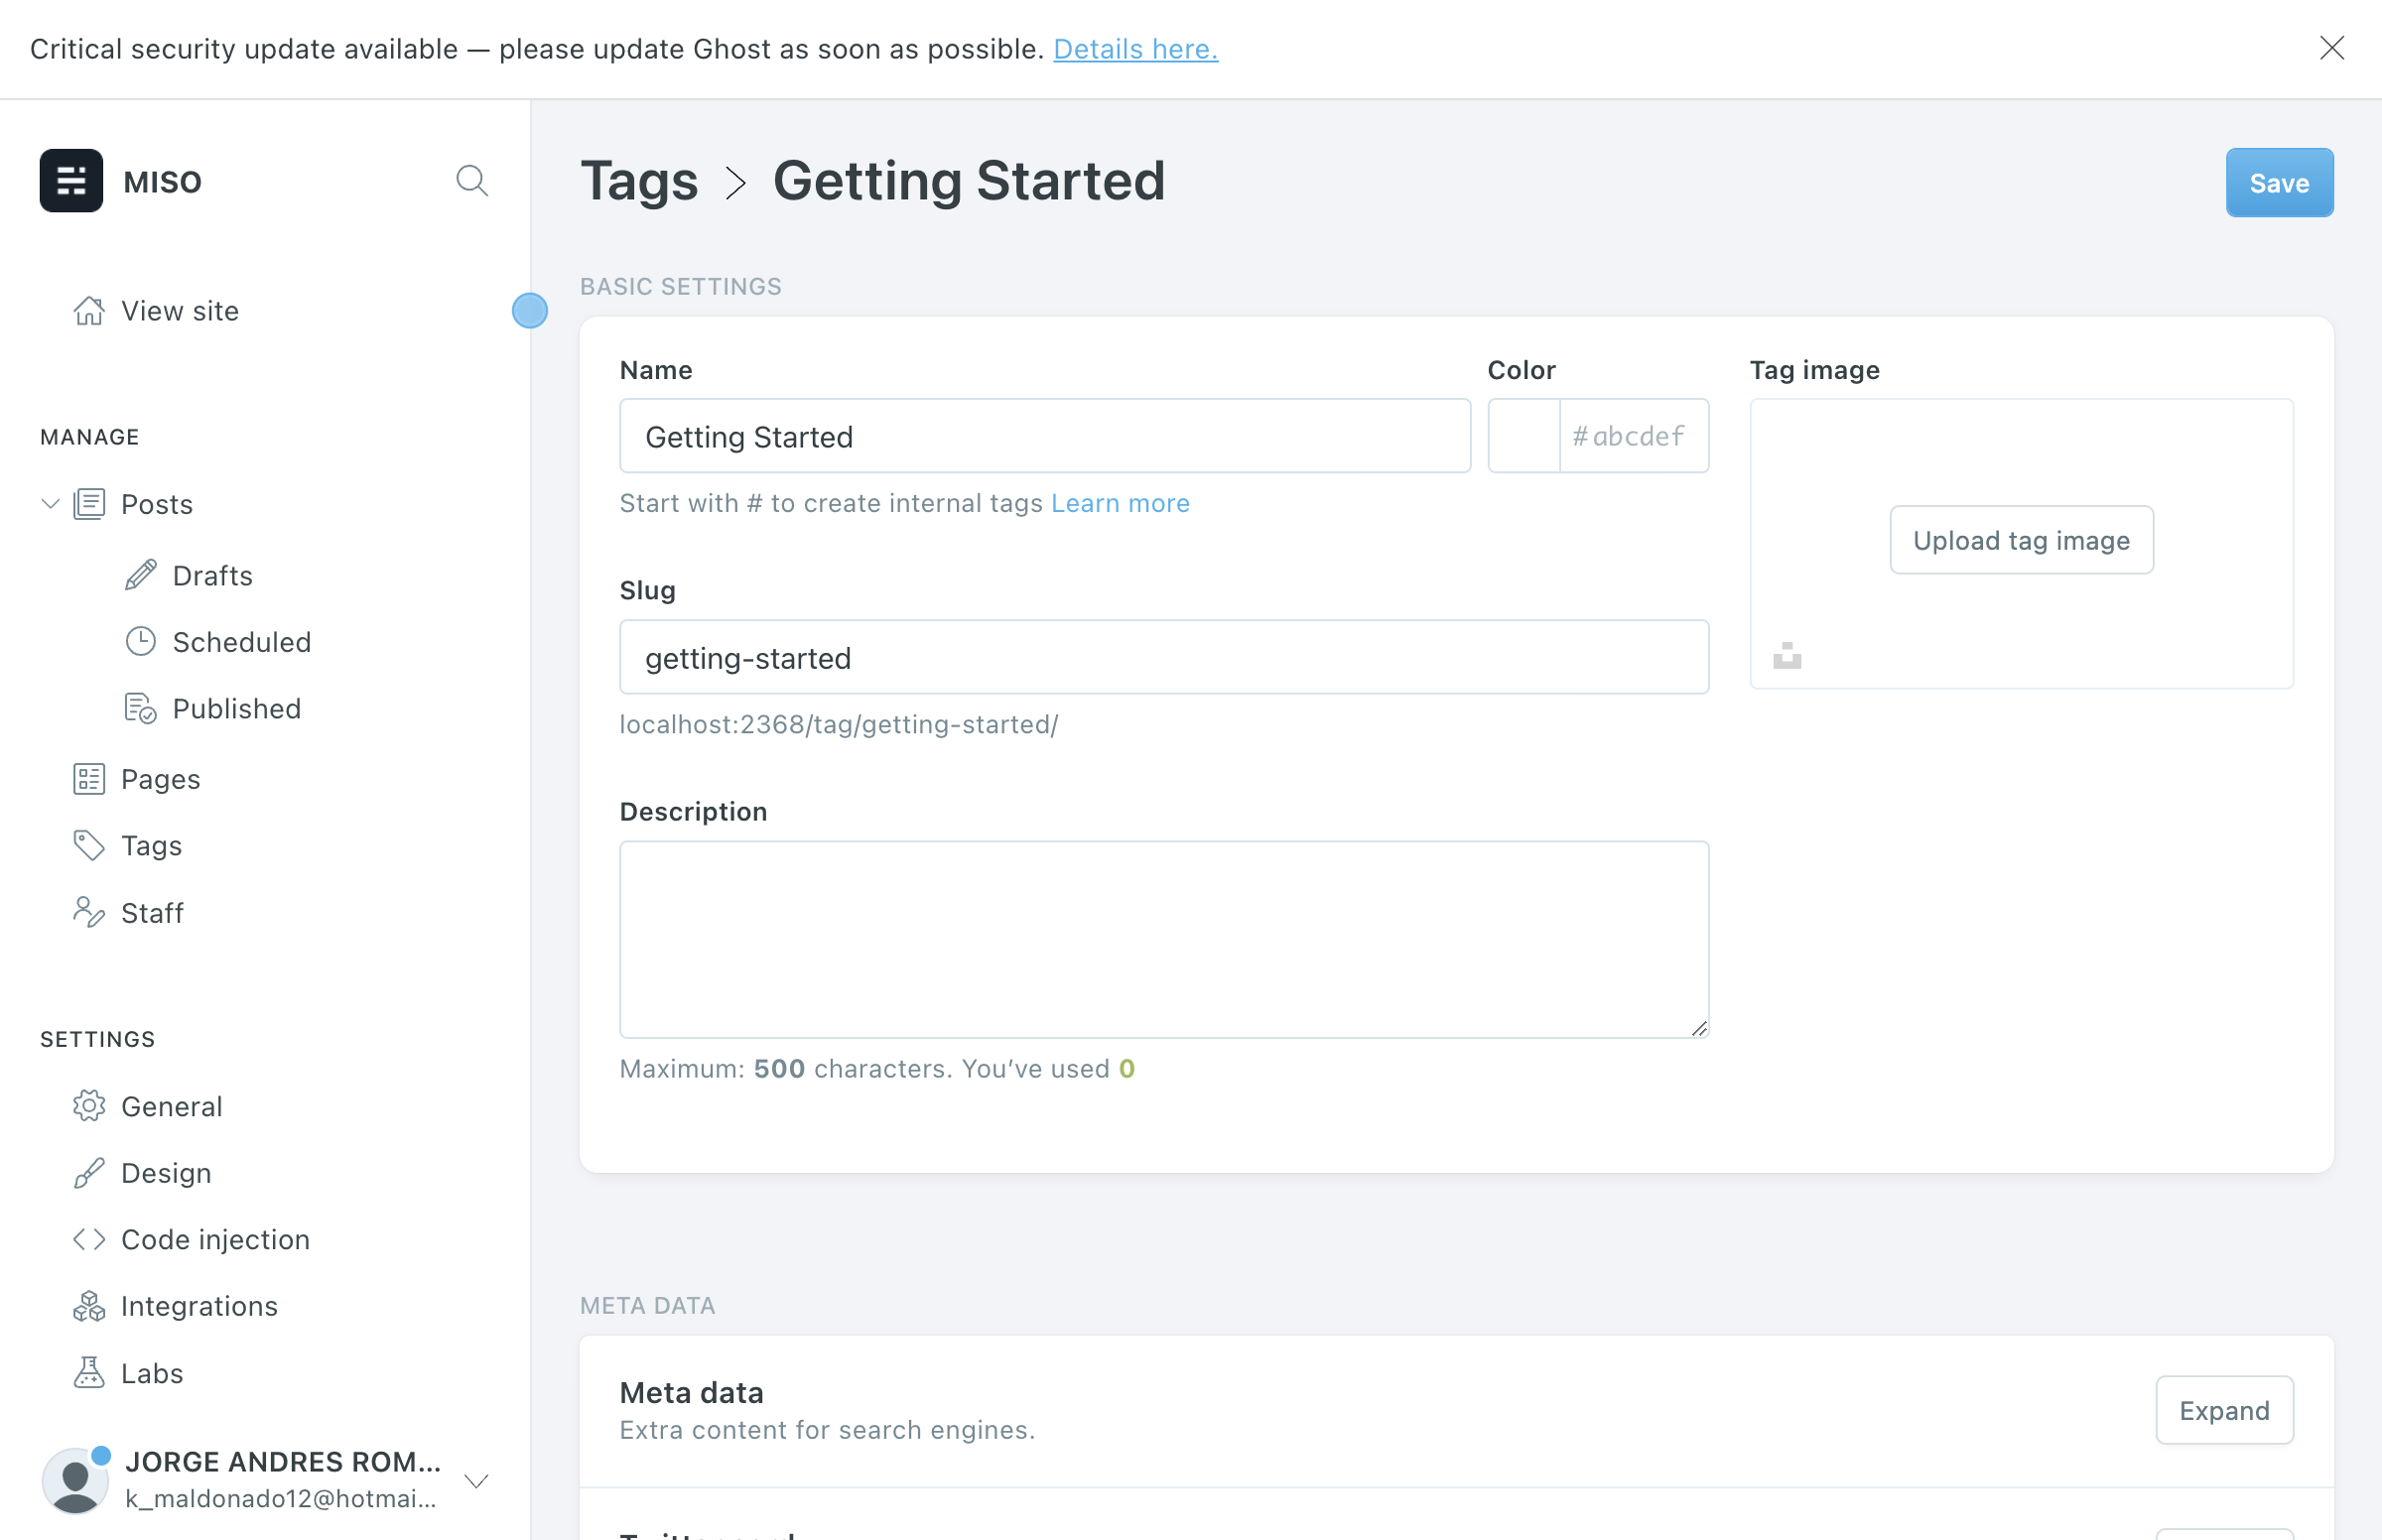 Critical security update available — please update Ghost as soon as possible. Details here.
MISO
View site
MANAGE
Posts
Drafts
Scheduled
Published
Pages
Tags
Staff
SETTINGS
General
Design
Code injection
Integrations
Labs
JORGE ANDRES ROM...
k_maldonado12@hotmai...
Tags > Getting Started
Save
BASIC SETTINGS
Name
Getting Started
Start with # to create internal tags Learn more
Color
#abcdef
Tag image
Upload tag image
Slug
getting-started
localhost:2368/tag/getting-started/
Description
Maximum: 500 characters. You’ve used 0
META DATA
Meta data
Extra content for search engines.
Expand